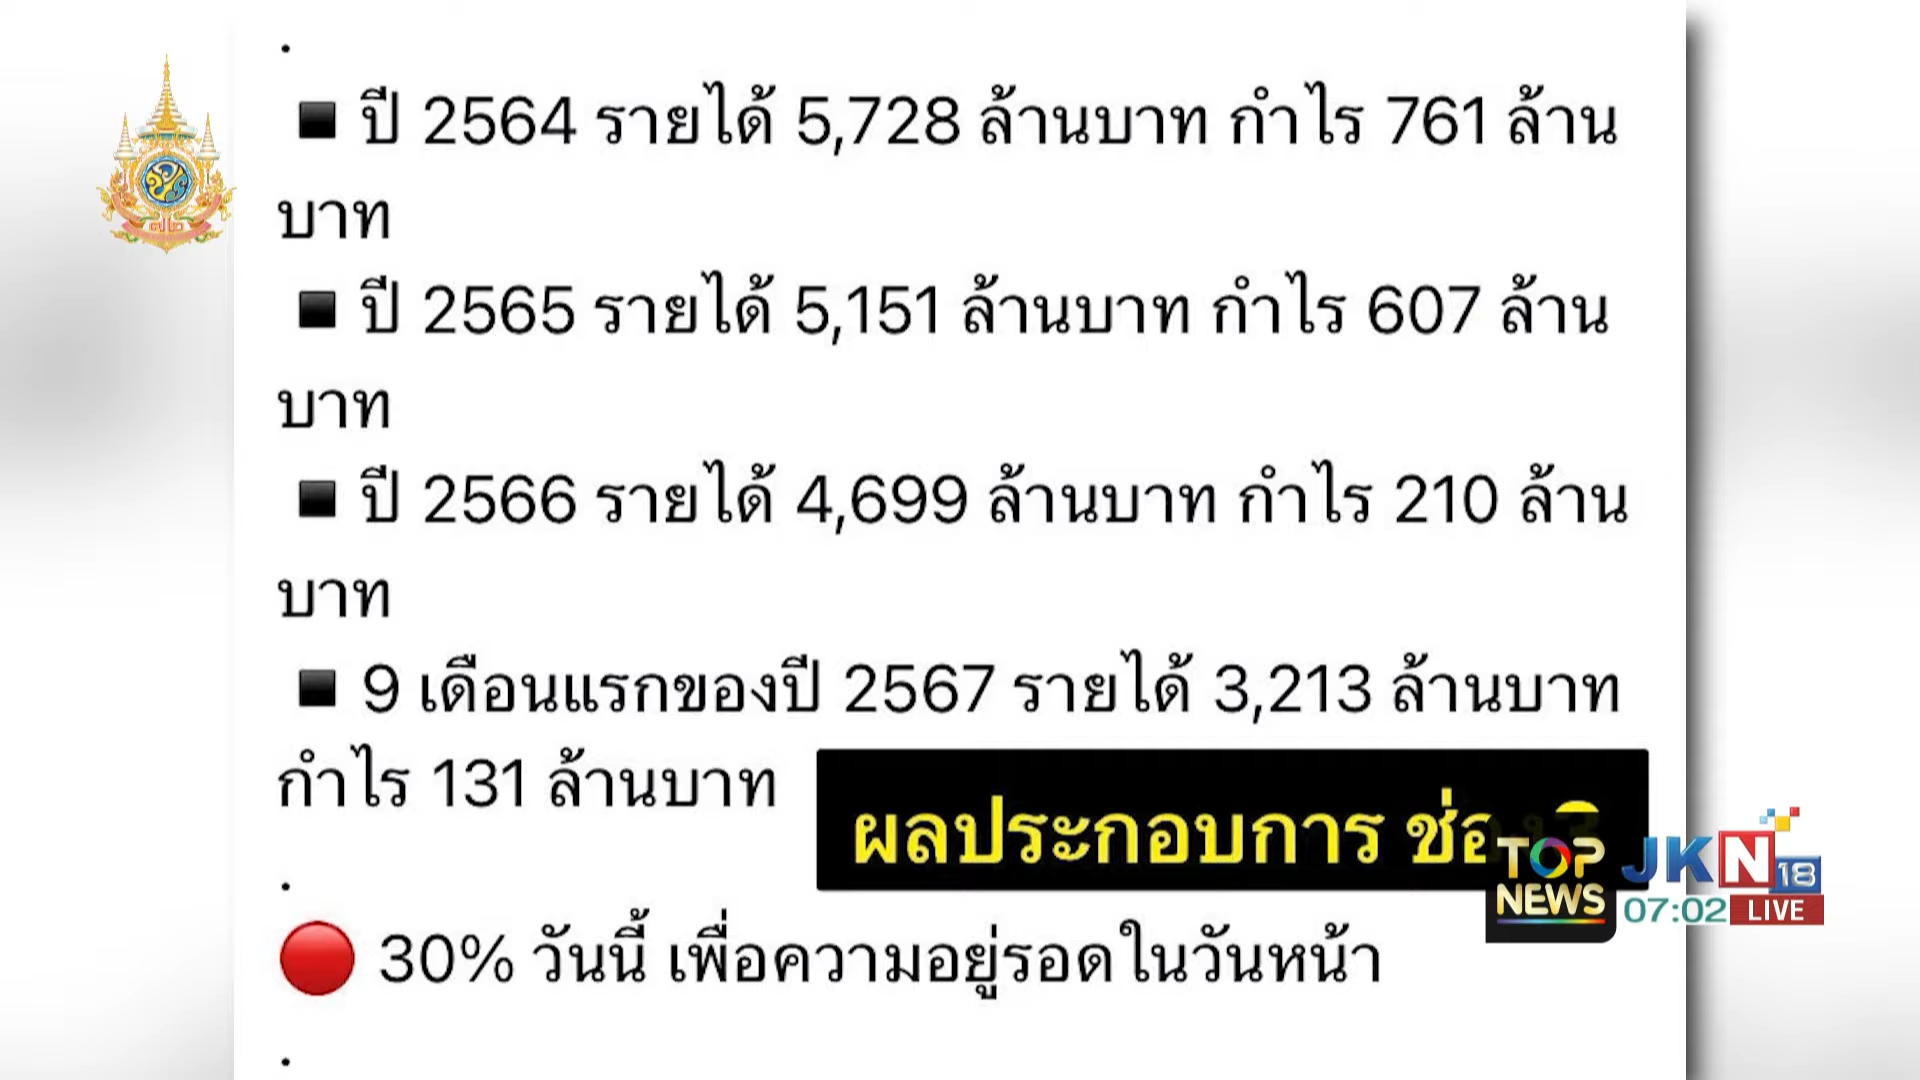 .
▪ ปี 2564 รายได้ 5,728 ล้านบาท กำไร 761 ล้าน
บาท
▪ ปี 2565 รายได้ 5,151 ล้านบาท กำไร 607 ล้าน
บาท
▪ ปี 2566 รายได้ 4,699 ล้านบาท กำไร 210 ล้าน
บาท
▪ 9 เดือนแรกของปี 2567 รายได้ 3,213 ล้านบาท
กำไร 131 ล้านบาท
ผลประกอบการ
TOP
NEWS
JKN 18
07:02 LIVE
.
🔴 30% วันนี้ เพื่อความอยู่รอดในวันหน้า
.
๗๒